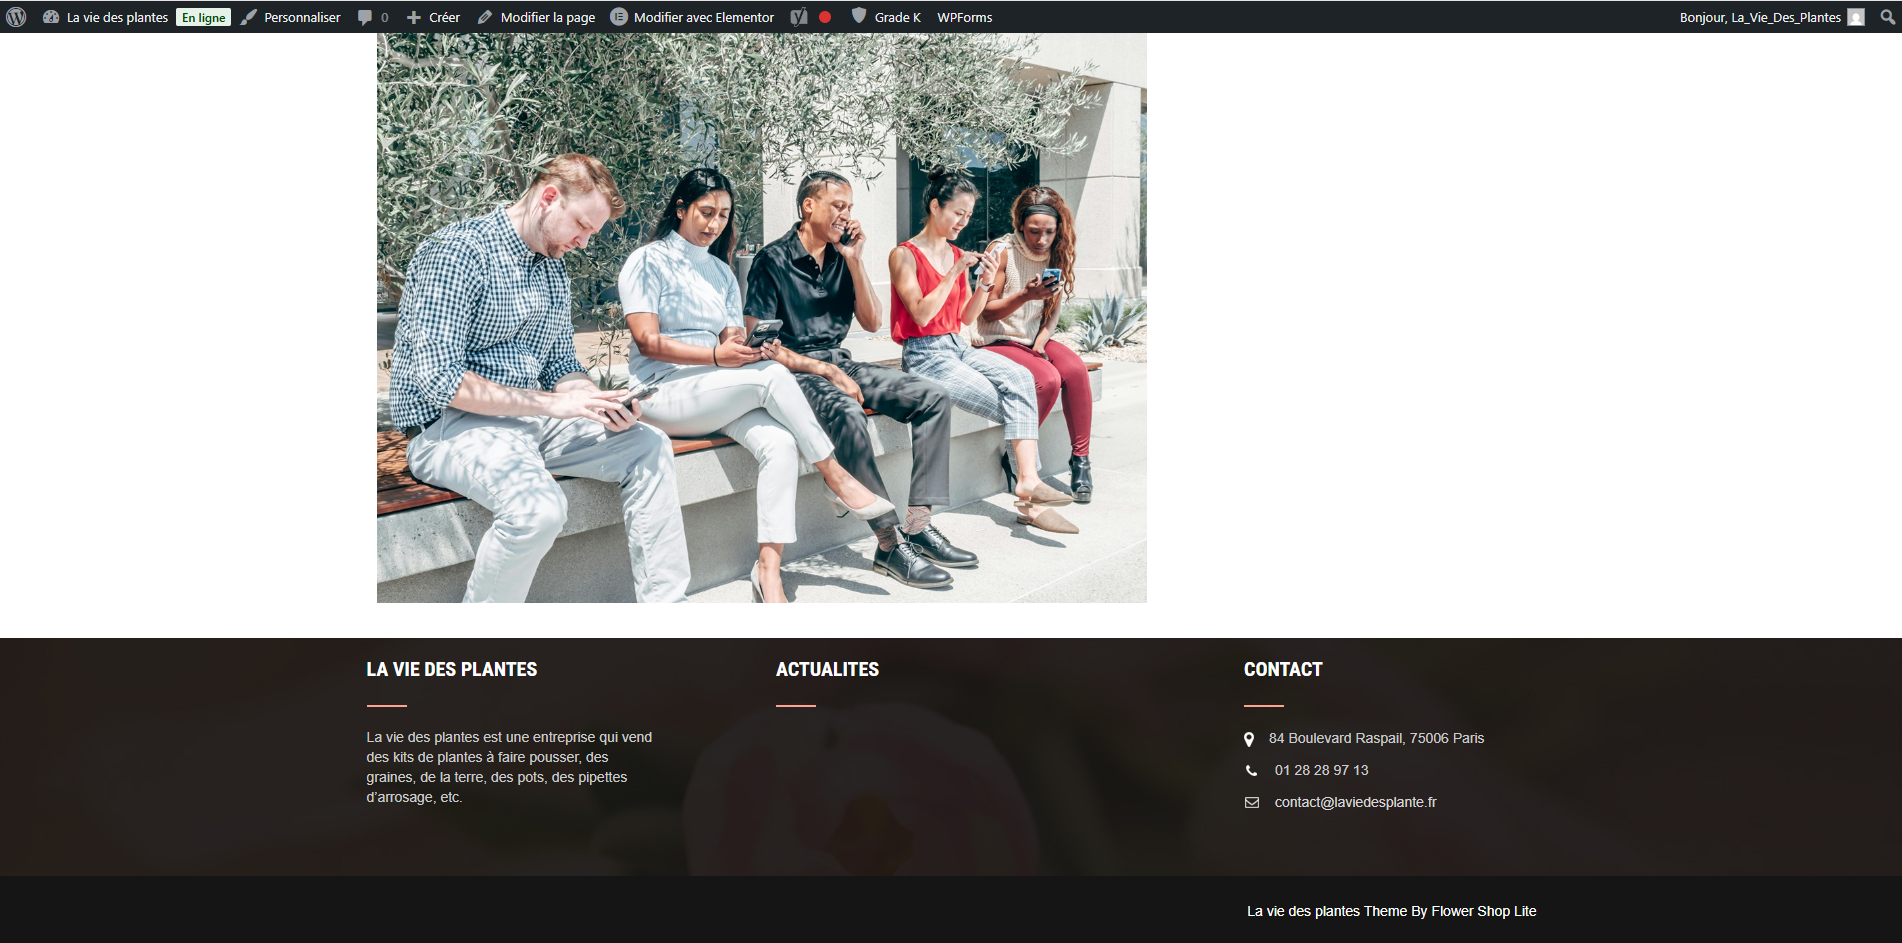 La vie des plantes En ligne Personnaliser 0 Créer Modifier la page Modifier avec Elementor Grade K WPForms Bonjour, La_Vie_Des_Plantes
LA VIE DES PLANTES
La vie des plantes est une entreprise qui vend
des kits de plantes à faire pousser, des
graines, de la terre, des pots, des pipettes
d’arrosage, etc.
ACTUALITES
CONTACT
84 Boulevard Raspail, 75006 Paris
01 28 28 97 13
contact@laviedesplante.fr
La vie des plantes Theme By Flower Shop Lite